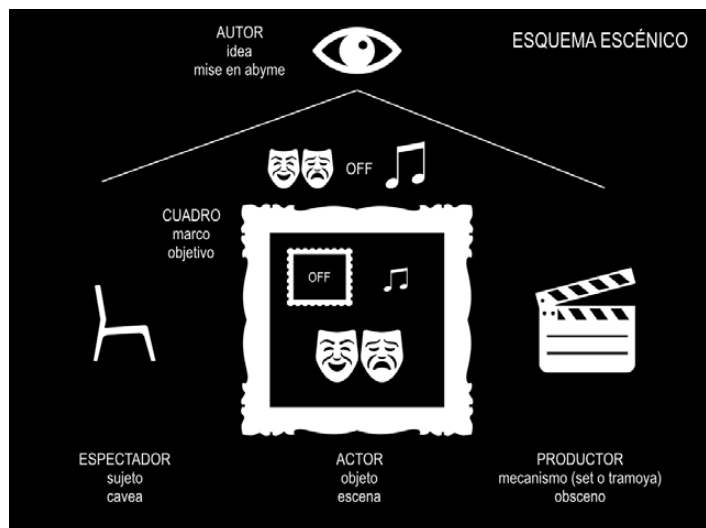 AUTOR
idea
mise en abyme
ESQUEMA ESCÉNICO
OFF
CUADRO
marco
objetivo
OFF
ESPECTADOR
sujeto
cavea
ACTOR
objeto
escena
PRODUCTOR
mecanismo (set o tramoya)
obsceno